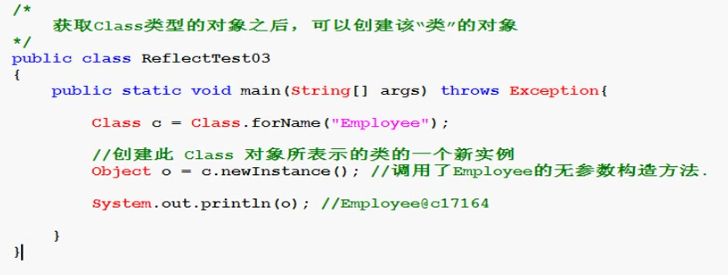 /*
获取Class类型的对象之后，可以创建该“类”的对象
*/
public class ReflectTest03
{
public static void main(String[] args) throws Exception{
Class c = Class.forName("Employee");
//创建此 Class 对象所表示的类的一个新实例
Object o = c.newInstance(); //调用了Employee的无参数构造方法.
System.out.println(o); //Employee@c17164
}
}